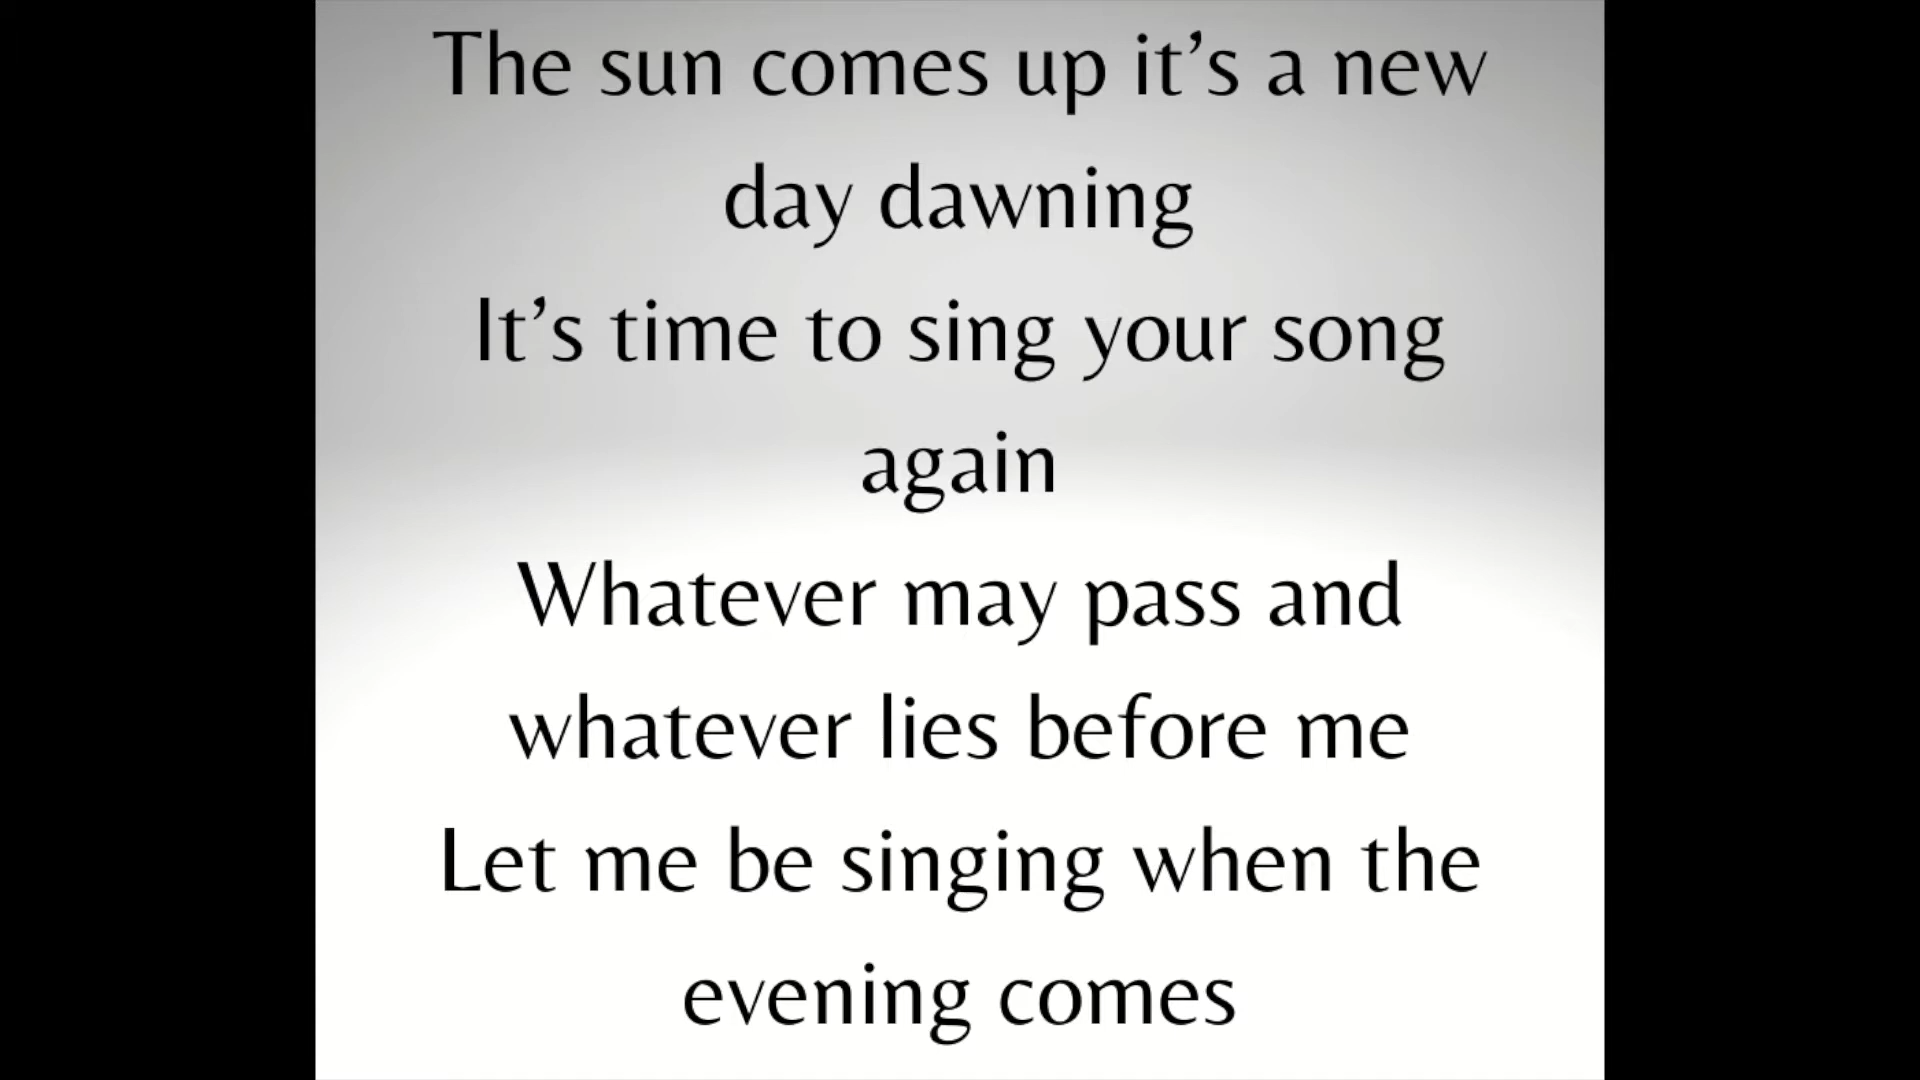 The sun comes up it’s a new
day dawning
It’s time to sing your song
again
Whatever may pass and
whatever lies before me
Let me be singing when the
evening comes